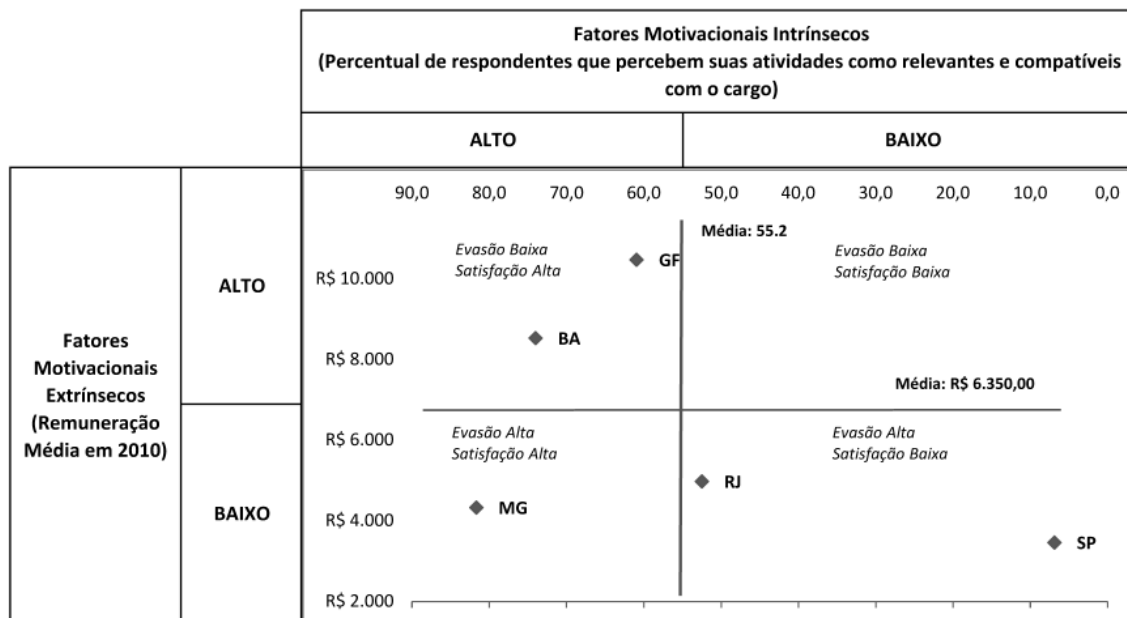 Fatores Motivacionais Intrínsecos
(Percentual de respondentes que percebem suas atividades como relevantes e compatíveis
com o cargo)
ALTO
BAIXO
90,0 80,0 70,0 60,0 50,0 40,0 30,0 20,0 10,0 0,0
Média: 55.2
Evasão Baixa
Satisfação Alta
Evasão Baixa
Satisfação Baixa
GF
ALTO
R$ 10.000
BA
Fatores
Motivacionais
Extrínsecos
(Remuneração
Média em 2010)
R$ 8.000
Média: R$ 6.350,00
R$ 6.000
Evasão Alta
Satisfação Alta
Evasão Alta
Satisfação Baixa
RJ
BAIXO
MG
R$ 4.000
SP
R$ 2.000